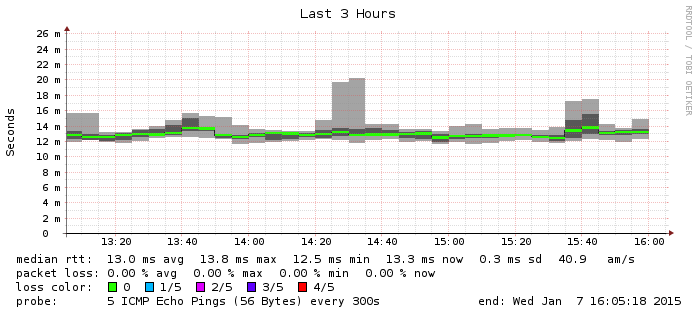 Last 3 Hours
RRDTOOL / TOBI OETIKER
Seconds
26 m
24 m
22 m
20 m
18 m
16 m
14 m
12 m
10 m
8 m
6 m
4 m
2 m
0
13:20 13:40 14:00 14:20 14:40 15:00 15:20 15:40 16:00
median rtt: 13.0 ms avg 13.8 ms max 12.5 ms min 13.3 ms now 0.3 ms sd 40.9 am/s
packet loss: 0.00 % avg 0.00 % max 0.00 % min 0.00 % now
loss color: 0 1/5 2/5 3/5 4/5
probe: 5 ICMP Echo Pings (56 Bytes) every 300s end: Wed Jan 7 16:05:18 2015